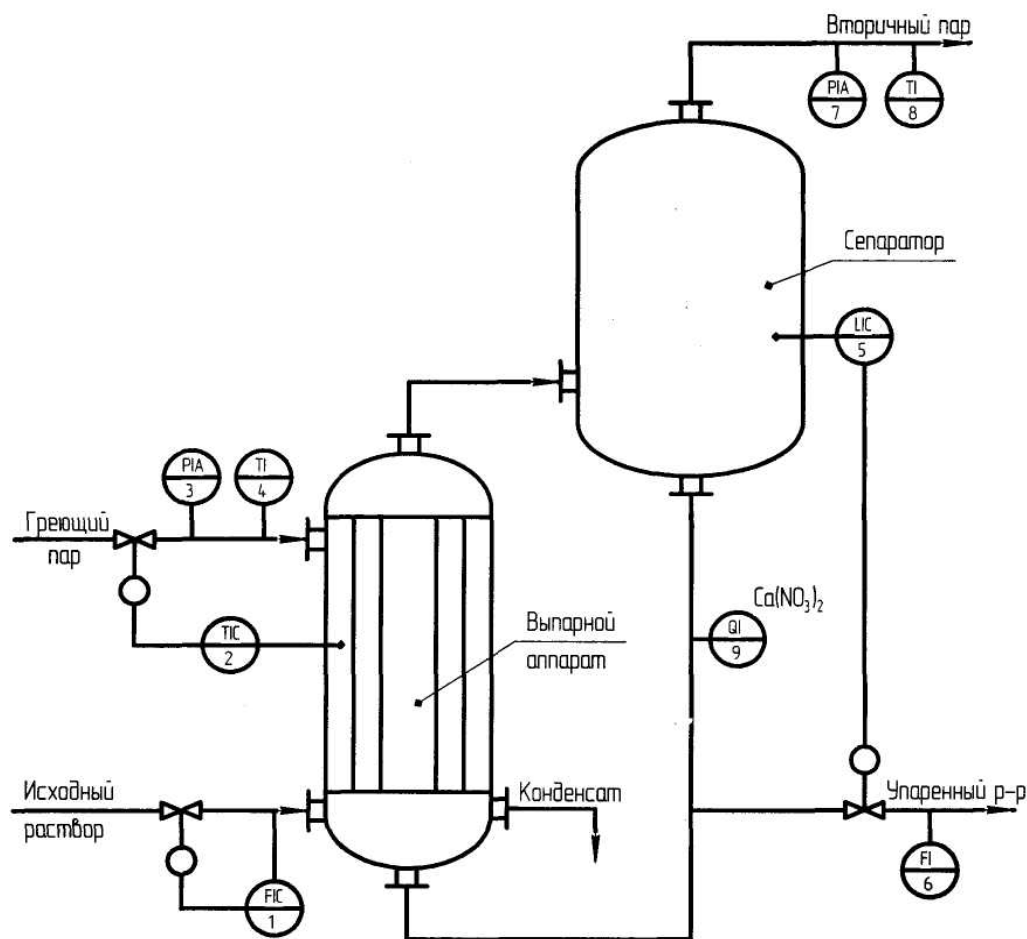 Вторичный пар
PIA
7
TI
8
Сепаратор
LIC
5
PIA
3
TI
4
Греющий
пар
Ca(NO₃)₂
QI
9
TIC
2
Выпарной
аппарат
Исходный
раствор
Конденсат
Упаренный р-р
FI
6
FIC
1